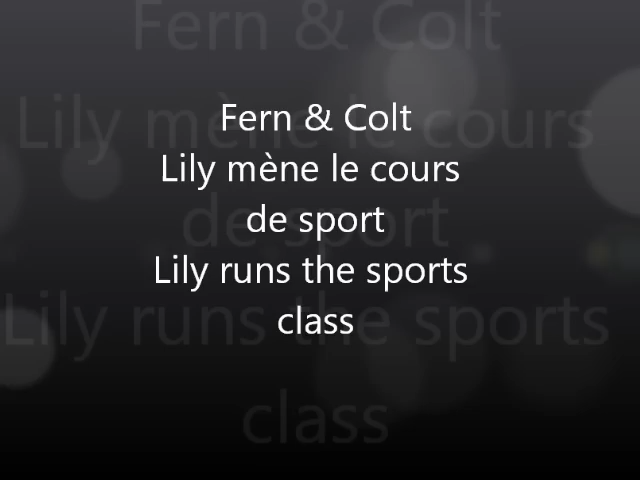 Fern & Colt
Lily mène le cours
de sport
Lily runs the sports
class